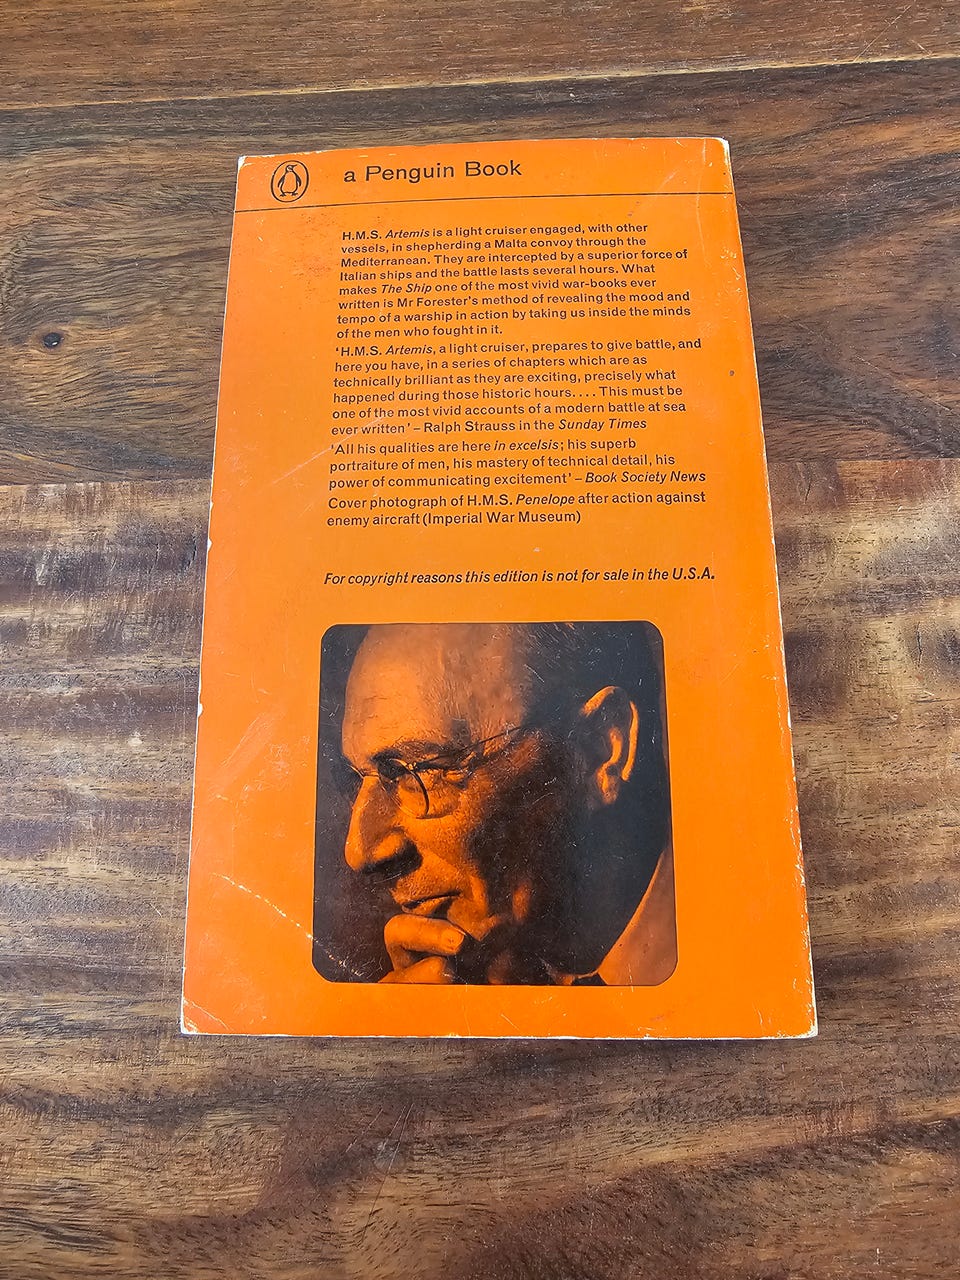 a Penguin Book
H.M.S. Artemis is a light cruiser engaged, with other
vessels, in shepherding a Malta convoy through the
Mediterranean. They are intercepted by a superior force of
Italian ships and the battle lasts several hours. What
makes The Ship one of the most vivid war-books ever
written is Mr Forester's method of revealing the mood and
tempo of a warship in action by taking us inside the minds
of the men who fought in it.
'H.M.S. Artemis, a light cruiser, prepares to give battle, and
here you have, in a series of chapters which are as
technically brilliant as they are exciting, precisely what
happened during those historic hours. . . . This must be
one of the most vivid accounts of a modern battle at sea
ever written' – Ralph Strauss in the Sunday Times
'All his qualities are here in excelsis; his superb
portraiture of men, his mastery of technical detail, his
power of communicating excitement' – Book Society News
Cover photograph of H.M.S. Penelope after action against
enemy aircraft (Imperial War Museum)
For copyright reasons this edition is not for sale in the U.S.A.